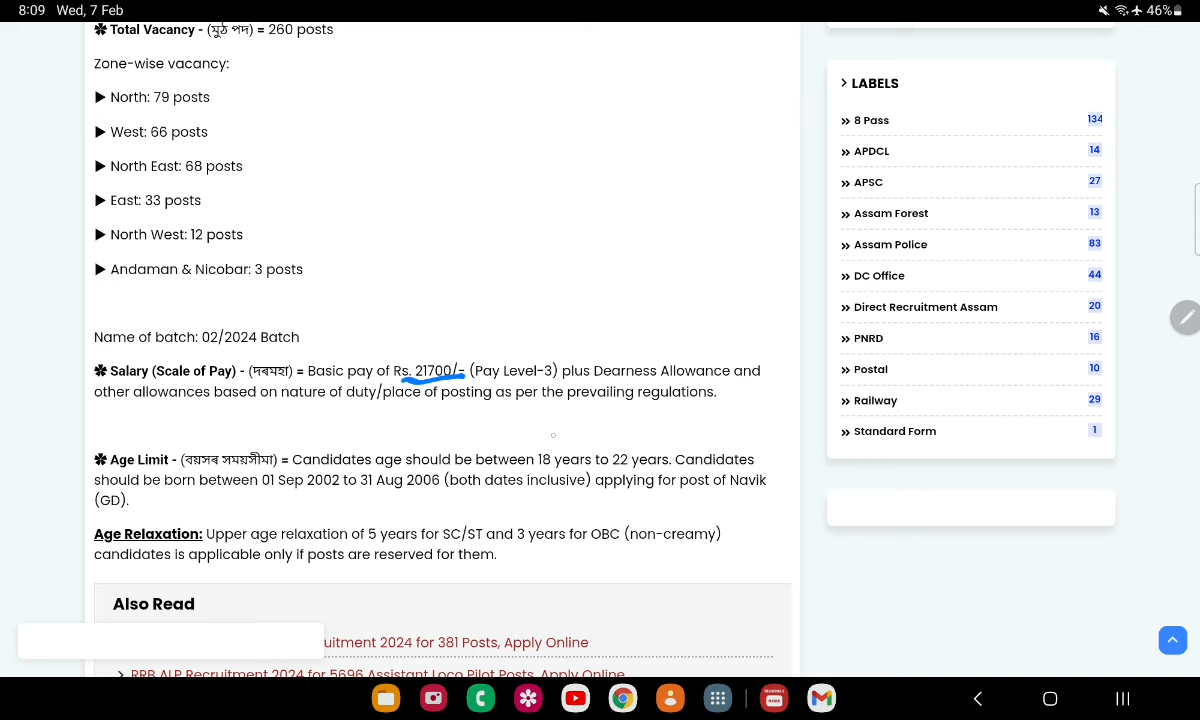 8:09 Wed, 7 Feb
46%
✽ Total Vacancy - (মুঠ পদ) = 260 posts
Zone-wise vacancy:
▶ North: 79 posts
▶ West: 66 posts
▶ North East: 68 posts
▶ East: 33 posts
▶ North West: 12 posts
▶ Andaman & Nicobar: 3 posts
Name of batch: 02/2024 Batch
✽ Salary (Scale of Pay) - (দৰমহা) = Basic pay of Rs. 21700/- (Pay Level-3) plus Dearness Allowance and
other allowances based on nature of duty/place of posting as per the prevailing regulations.
✽ Age Limit - (বয়সৰ সময়সীমা) = Candidates age should be between 18 years to 22 years. Candidates
should be born between 01 Sep 2002 to 31 Aug 2006 (both dates inclusive) applying for post of Navik
(GD).
Age Relaxation: Upper age relaxation of 5 years for SC/ST and 3 years for OBC (non-creamy)
candidates is applicable only if posts are reserved for them.
Also Read
uitment 2024 for 381 Posts, Apply Online
RRB ALP Recruitment 2024 for 5696 Assistant Loco Pilot Posts, Apply Online
LABELS
8 Pass 134
APDCL 14
APSC 27
Assam Forest 13
Assam Police 83
DC Office 44
Direct Recruitment Assam 20
PNRD 16
Postal 10
Railway 29
Standard Form 1